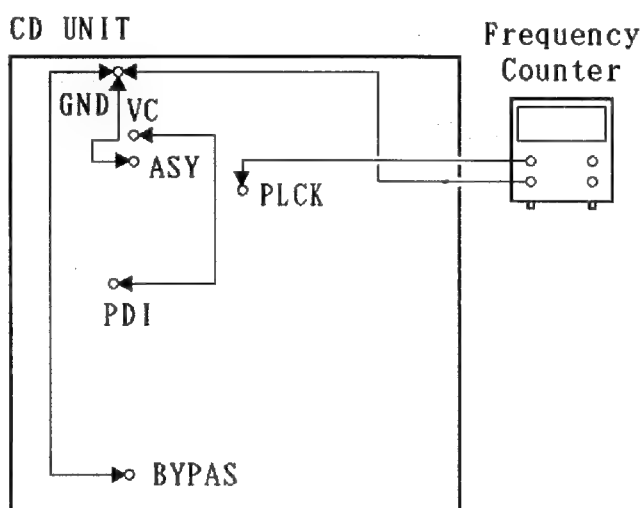 CD UNIT
Frequency
Counter
GND
VC
ASY
PLCK
PDI
BYPAS